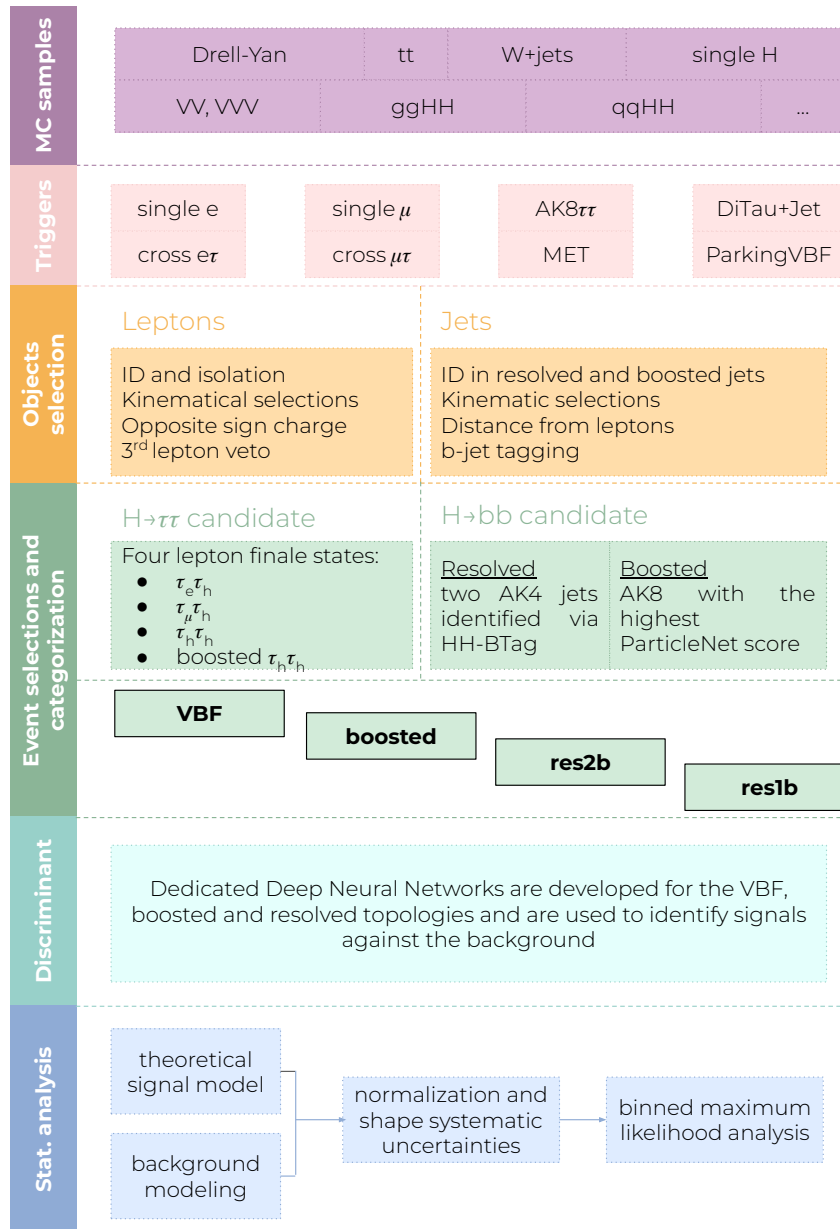 MC samples
Drell-Yan
tt
W+jets
single H
VV, VVV
ggHH
qqHH
...
Triggers
single e
single μ
AK8ττ
DiTau+Jet
cross eτ
cross μτ
MET
ParkingVBF
Objects
selection
Leptons
ID and isolation
Kinematical selections
Opposite sign charge
3rd lepton veto
Jets
ID in resolved and boosted jets
Kinematic selections
Distance from leptons
b-jet tagging
Event selections and
categorization
H→ττ candidate
Four lepton finale states:
● τeτh
● τμτh
● τhτh
● boosted τhτh
H→bb candidate
Resolved
two AK4 jets
identified via
HH-BTag
Boosted
AK8 with the
highest
ParticleNet score
VBF
boosted
res2b
res1b
Discriminant
Dedicated Deep Neural Networks are developed for the VBF,
boosted and resolved topologies and are used to identify signals
against the background
Stat. analysis
theoretical
signal model
background
modeling
normalization and
shape systematic
uncertainties
binned maximum
likelihood analysis